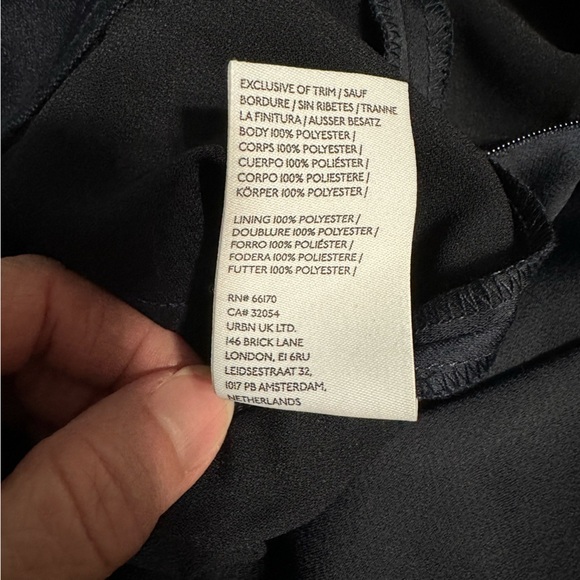 EXCLUSIVE OF TRIM / SAUF
BORDURE / SIN RIBETES / TRANNE
LA FINITURA / AUSSER BESATZ
BODY 100% POLYESTER /
CORPS 100% POLYESTER /
CUERPO 100% POLIÉSTER /
CORPO 100% POLIESTERE /
KÖRPER 100% POLYESTER /
LINING 100% POLYESTER /
DOUBLURE 100% POLYESTER /
FORRO 100% POLIÉSTER /
FODERA 100% POLIESTERE /
FUTTER 100% POLYESTER /
RN# 66170
CA# 32054
URBN UK LTD.
146 BRICK LANE
LONDON, E1 6RU
LEIDSESTRAAT 32,
1017 PB AMSTERDAM,
NETHERLANDS